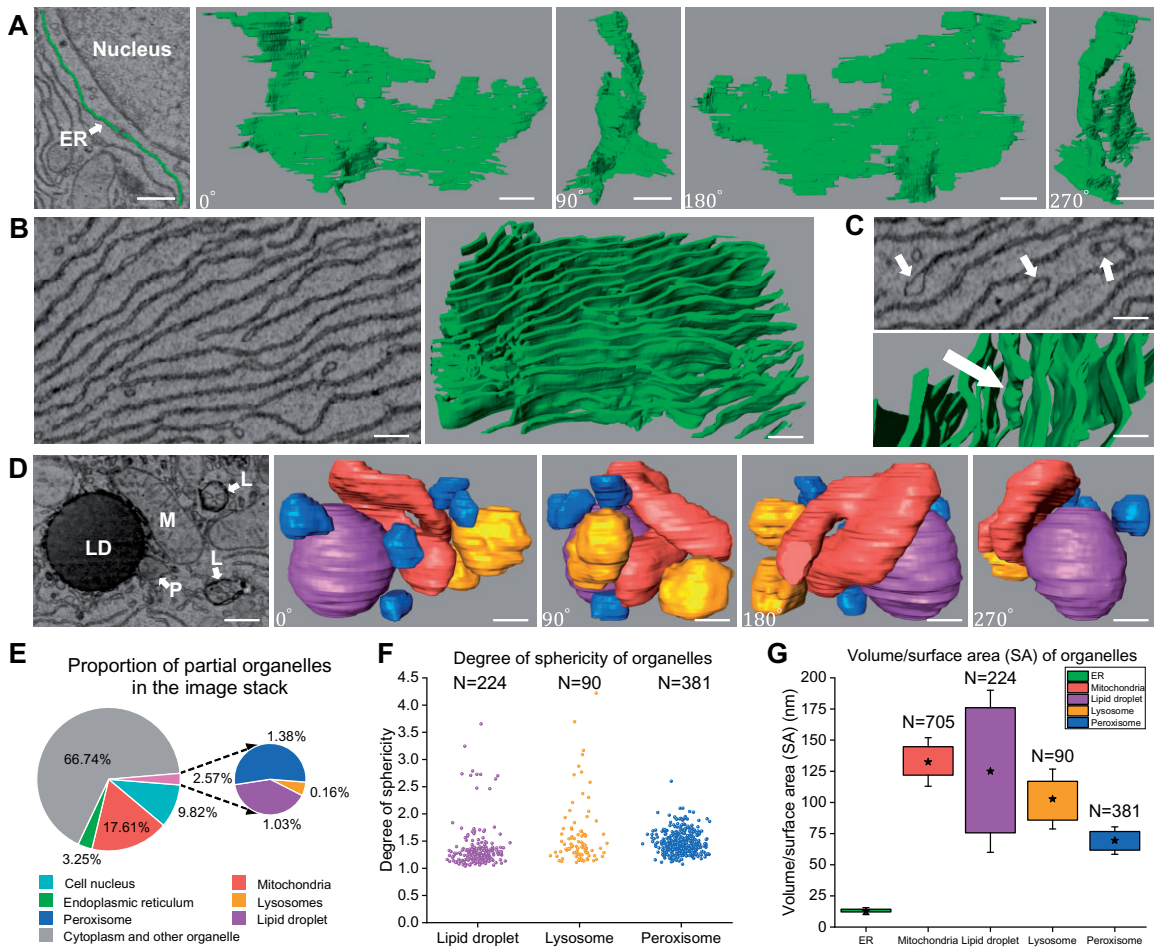 A
Nucleus
ER
0°
90°
180°
270°
B
C
D
L
M
LD
L
P
0°
90°
180°
270°
E
Proportion of partial organelles
in the image stack
66.74%
2.57%
9.82%
17.61%
3.25%
1.38%
0.16%
1.03%
Cell nucleus
Endoplasmic reticulum
Peroxisome
Cytoplasm and other organelle
Mitochondria
Lysosomes
Lipid droplet
F
Degree of sphericity of organelles
N=224
N=90
N=381
Degree of sphericity
4.5
4.0
3.5
3.0
2.5
2.0
1.5
1.0
0.5
0.0
Lipid droplet
Lysosome
Peroxisome
G
Volume/surface area (SA) of organelles
ER
Mitochondria
Lipid droplet
Lysosome
Peroxisome
N=705
N=224
N=90
N=381
Volume/surface area (SA) (nm)
200
175
150
125
100
75
50
25
0
ER
Mitochondria
Lipid droplet
Lysosome
Peroxisome